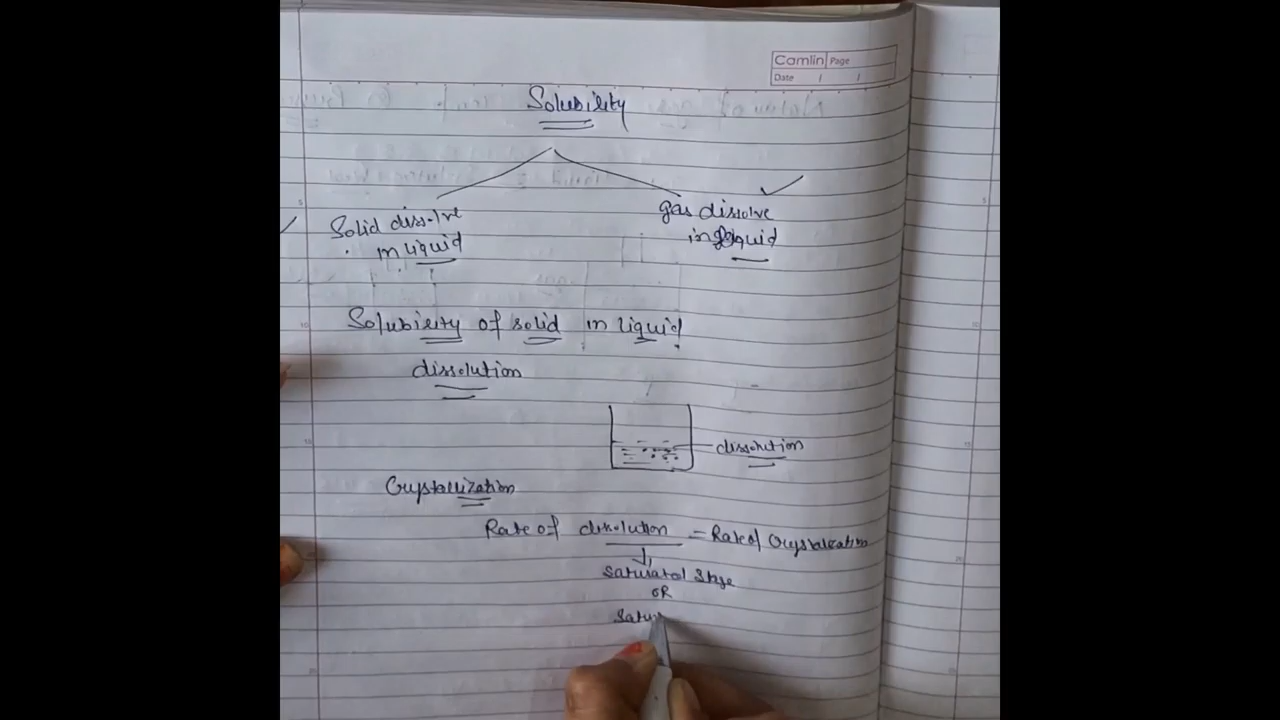 Camlin Page
Date / /
Solubility
Solid dissolve
in liquid
gas dissolve
in liquid
Solubility of solid in liquid
dissolution
dissolution
Crystallization
Rate of dissolution = Rate of Crystallization
Saturated Stage
OR
Satu